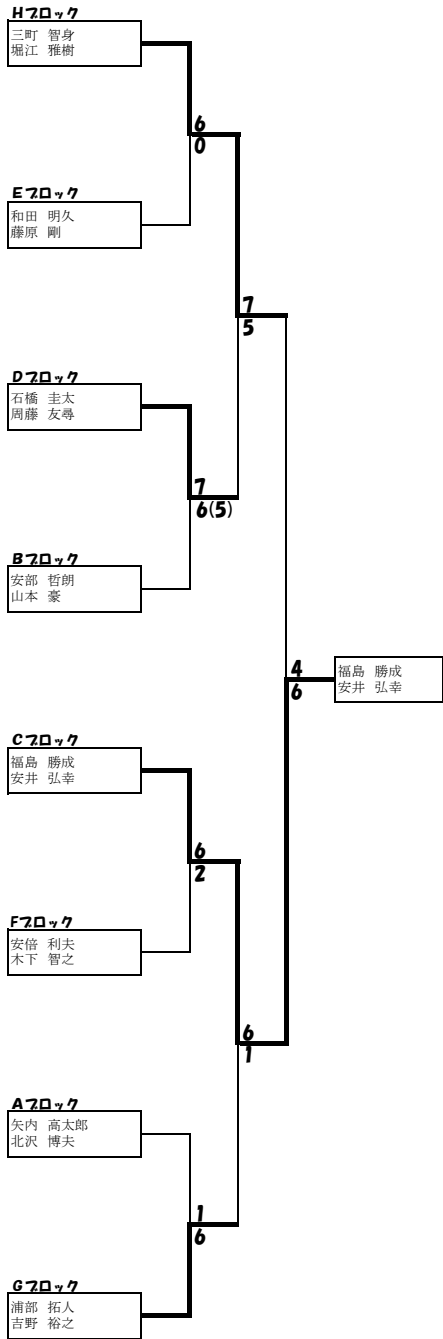 Hブロック
三町 智身
堀江 雅樹
6
0
Eブロック
和田 明久
藤原 剛
7
5
Dブロック
石橋 圭太
周藤 友尋
7
6(5)
Bブロック
安部 哲朗
山本 豪
4
6
福島 勝成
安井 弘幸
Cブロック
福島 勝成
安井 弘幸
6
2
Fブロック
安倍 利夫
木下 智之
6
1
Aブロック
矢内 高太郎
北沢 博夫
1
6
Gブロック
浦部 拓人
吉野 裕之